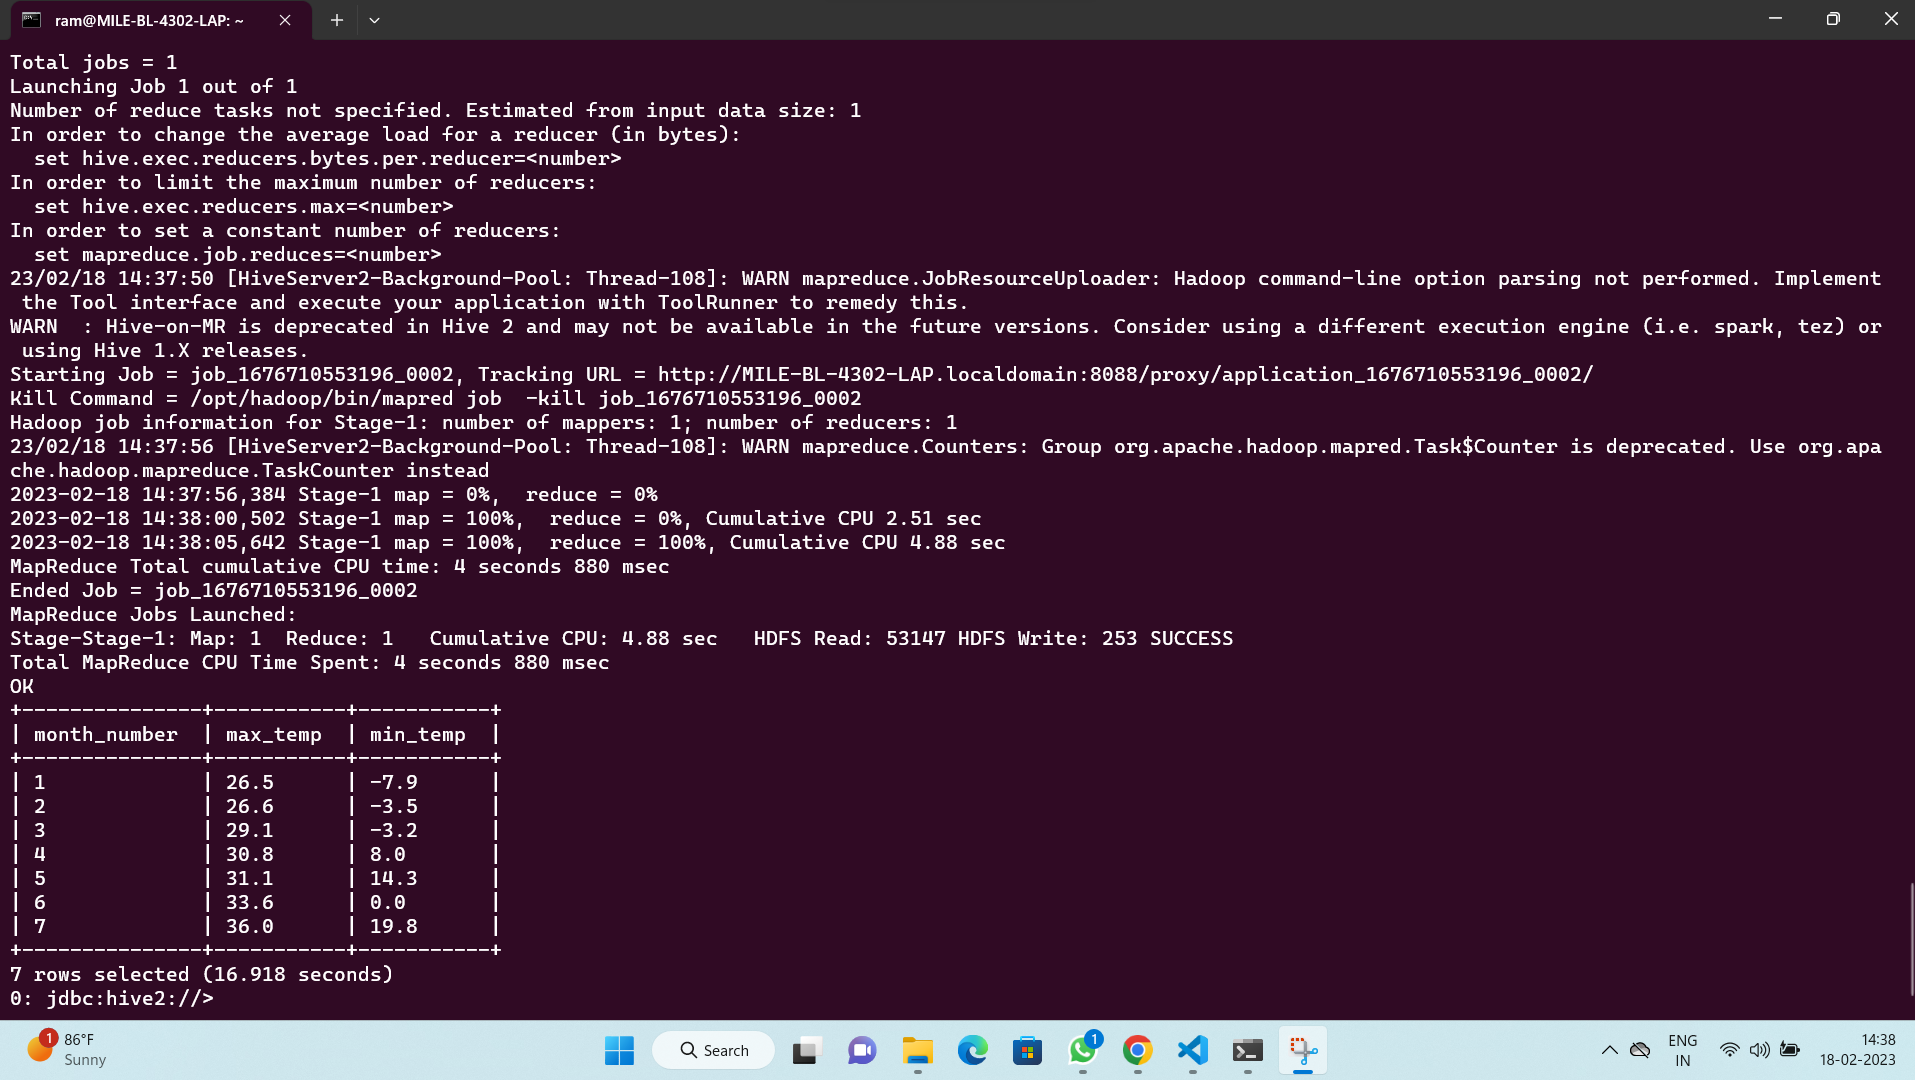 ram@MILE-BL-4302-LAP: ~
Total jobs = 1
Launching Job 1 out of 1
Number of reduce tasks not specified. Estimated from input data size: 1
In order to change the average load for a reducer (in bytes):
  set hive.exec.reducers.bytes.per.reducer=<number>
In order to limit the maximum number of reducers:
  set hive.exec.reducers.max=<number>
In order to set a constant number of reducers:
  set mapreduce.job.reduces=<number>
23/02/18 14:37:50 [HiveServer2-Background-Pool: Thread-108]: WARN mapreduce.JobResourceUploader: Hadoop command-line option parsing not performed. Implement
 the Tool interface and execute your application with ToolRunner to remedy this.
WARN  : Hive-on-MR is deprecated in Hive 2 and may not be available in the future versions. Consider using a different execution engine (i.e. spark, tez) or
 using Hive 1.X releases.
Starting Job = job_1676710553196_0002, Tracking URL = http://MILE-BL-4302-LAP.localdomain:8088/proxy/application_1676710553196_0002/
Kill Command = /opt/hadoop/bin/mapred job  -kill job_1676710553196_0002
Hadoop job information for Stage-1: number of mappers: 1; number of reducers: 1
23/02/18 14:37:56 [HiveServer2-Background-Pool: Thread-108]: WARN mapreduce.Counters: Group org.apache.hadoop.mapred.Task$Counter is deprecated. Use org.apa
che.hadoop.mapreduce.TaskCounter instead
2023-02-18 14:37:56,384 Stage-1 map = 0%,  reduce = 0%
2023-02-18 14:38:00,502 Stage-1 map = 100%,  reduce = 0%, Cumulative CPU 2.51 sec
2023-02-18 14:38:05,642 Stage-1 map = 100%,  reduce = 100%, Cumulative CPU 4.88 sec
MapReduce Total cumulative CPU time: 4 seconds 880 msec
Ended Job = job_1676710553196_0002
MapReduce Jobs Launched:
Stage-Stage-1: Map: 1  Reduce: 1   Cumulative CPU: 4.88 sec   HDFS Read: 53147 HDFS Write: 253 SUCCESS
Total MapReduce CPU Time Spent: 4 seconds 880 msec
OK
+---------------+-----------+-----------+
| month_number  | max_temp  | min_temp  |
+---------------+-----------+-----------+
| 1             | 26.5      | -7.9      |
| 2             | 26.6      | -3.5      |
| 3             | 29.1      | -3.2      |
| 4             | 30.8      | 8.0       |
| 5             | 31.1      | 14.3      |
| 6             | 33.6      | 0.0       |
| 7             | 36.0      | 19.8      |
+---------------+-----------+-----------+
7 rows selected (16.918 seconds)
0: jdbc:hive2://>
1
86°F
Sunny
Search
1
ENG
IN
14:38
18-02-2023